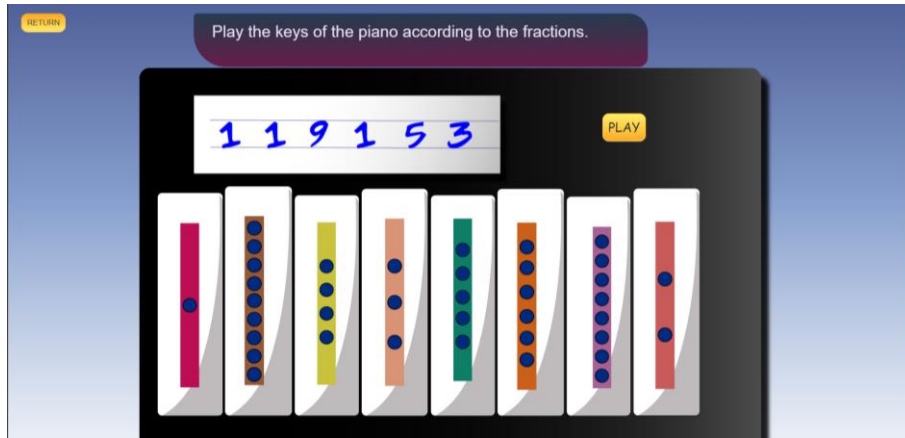 RETURN
Play the keys of the piano according to the fractions.
1 1 9 1 5 3
PLAY